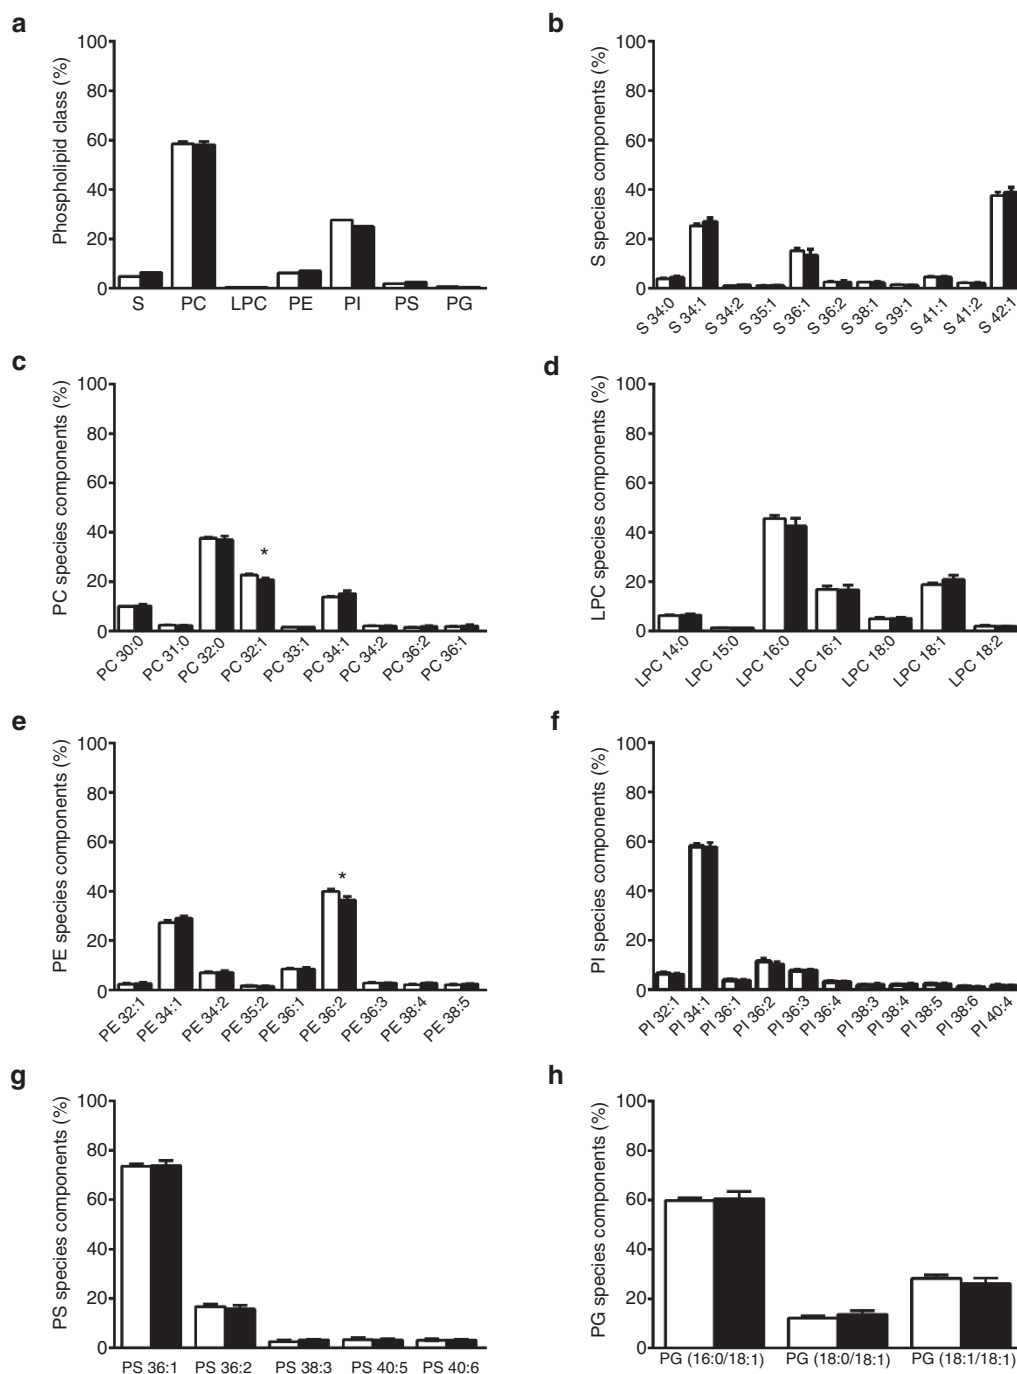 a
Phospholipid class (%)
100
80
60
40
20
0
S PC LPC PE PI PS PG
b
S species components (%)
100
80
60
40
20
0
S 34:0 S 34:1 S 34:2 S 35:1 S 36:1 S 36:2 S 38:1 S 39:1 S 41:1 S 41:2 S 42:1
c
PC species components (%)
100
80
60
40
20
0
*
PC 30:0 PC 31:0 PC 32:0 PC 32:1 PC 33:1 PC 34:1 PC 34:2 PC 36:2 PC 36:1
d
LPC species components (%)
100
80
60
40
20
0
LPC 14:0 LPC 15:0 LPC 16:0 LPC 16:1 LPC 18:0 LPC 18:1 LPC 18:2
e
PE species components (%)
100
80
60
40
20
0
*
PE 32:1 PE 34:1 PE 34:2 PE 35:2 PE 36:1 PE 36:2 PE 36:3 PE 38:4 PE 38:5
f
PI species components (%)
100
80
60
40
20
0
PI 32:1 PI 34:1 PI 36:1 PI 36:2 PI 36:3 PI 36:4 PI 38:3 PI 38:4 PI 38:5 PI 38:6 PI 40:4
g
PS species components (%)
100
80
60
40
20
0
PS 36:1 PS 36:2 PS 38:3 PS 40:5 PS 40:6
h
PG species components (%)
100
80
60
40
20
0
PG (16:0/18:1) PG (18:0/18:1) PG (18:1/18:1)